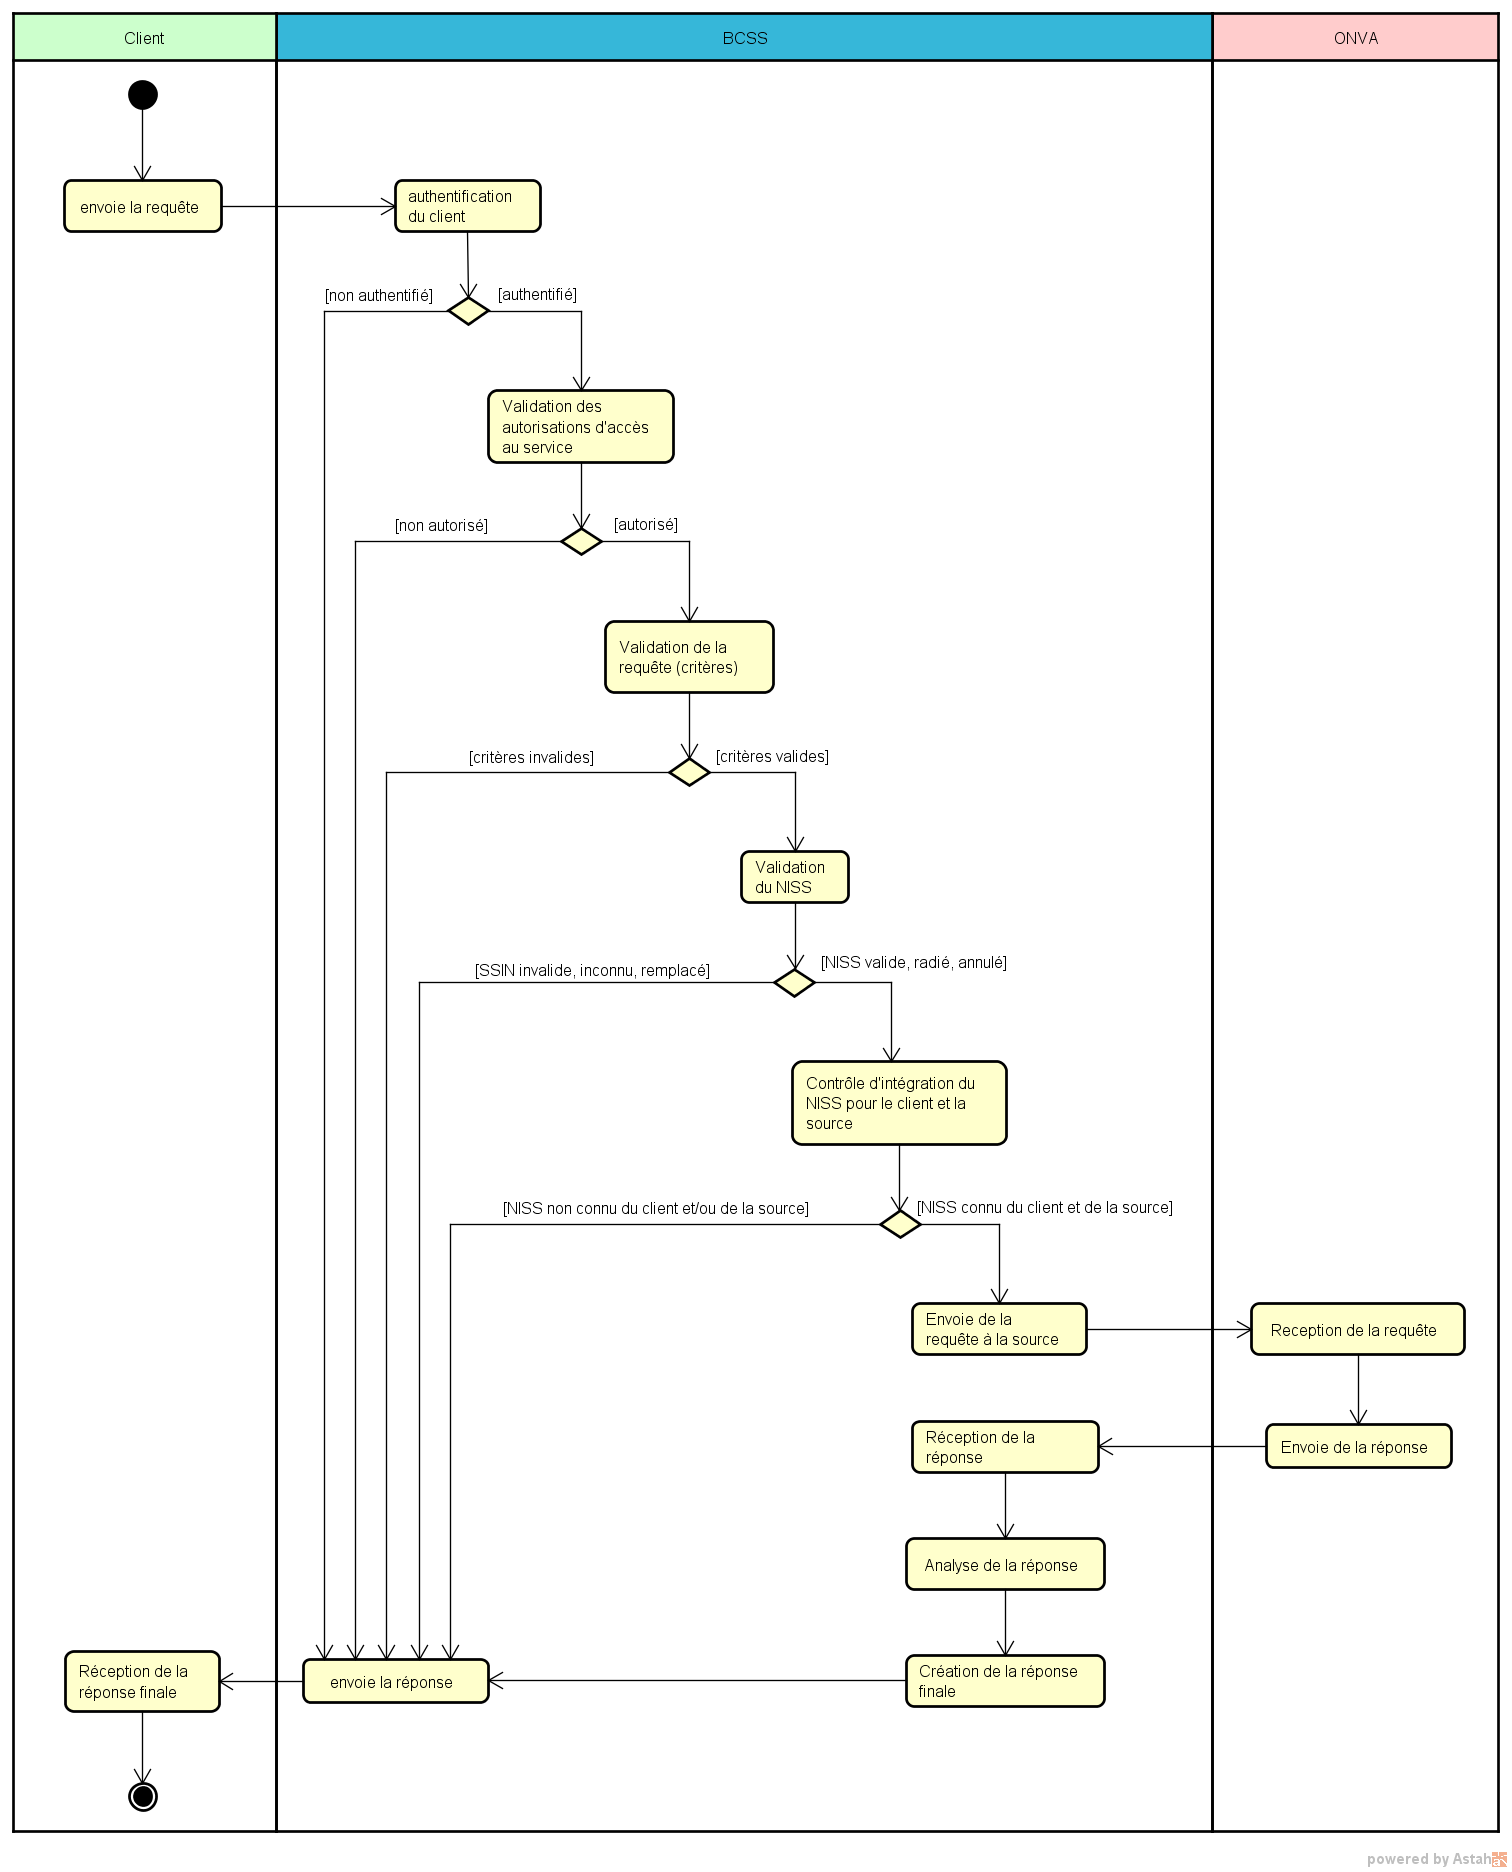 Client
BCSS
ONVA
envoie la requête
authentification
du client
[non authentifié]
[authentifié]
Validation des
autorisations d'accès
au service
[non autorisé]
[autorisé]
Validation de la
requête (critères)
[critères invalides]
[critères valides]
Validation
du NISS
[SSIN invalide, inconnu, remplacé]
[NISS valide, radié, annulé]
Contrôle d'intégration du
NISS pour le client et la
source
[NISS non connu du client et/ou de la source]
[NISS connu du client et de la source]
Envoie de la
requête à la source
Reception de la requête
Réception de la
réponse
Envoie de la réponse
Analyse de la réponse
Réception de la
réponse finale
envoie la réponse
Création de la réponse
finale
powered by Astah